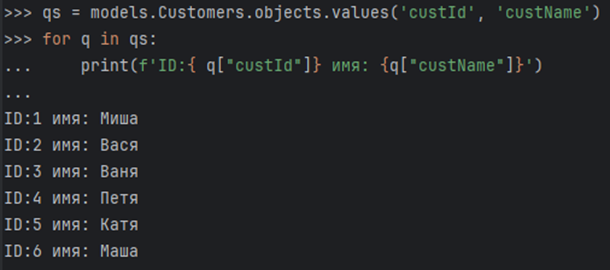 >>> qs = models.Customers.objects.values('custId', 'custName')
>>> for q in qs:
...     print(f'ID:{ q["custId"]} имя: {q["custName"]}')
...
ID:1 имя: Миша
ID:2 имя: Вася
ID:3 имя: Ваня
ID:4 имя: Петя
ID:5 имя: Катя
ID:6 имя: Маша